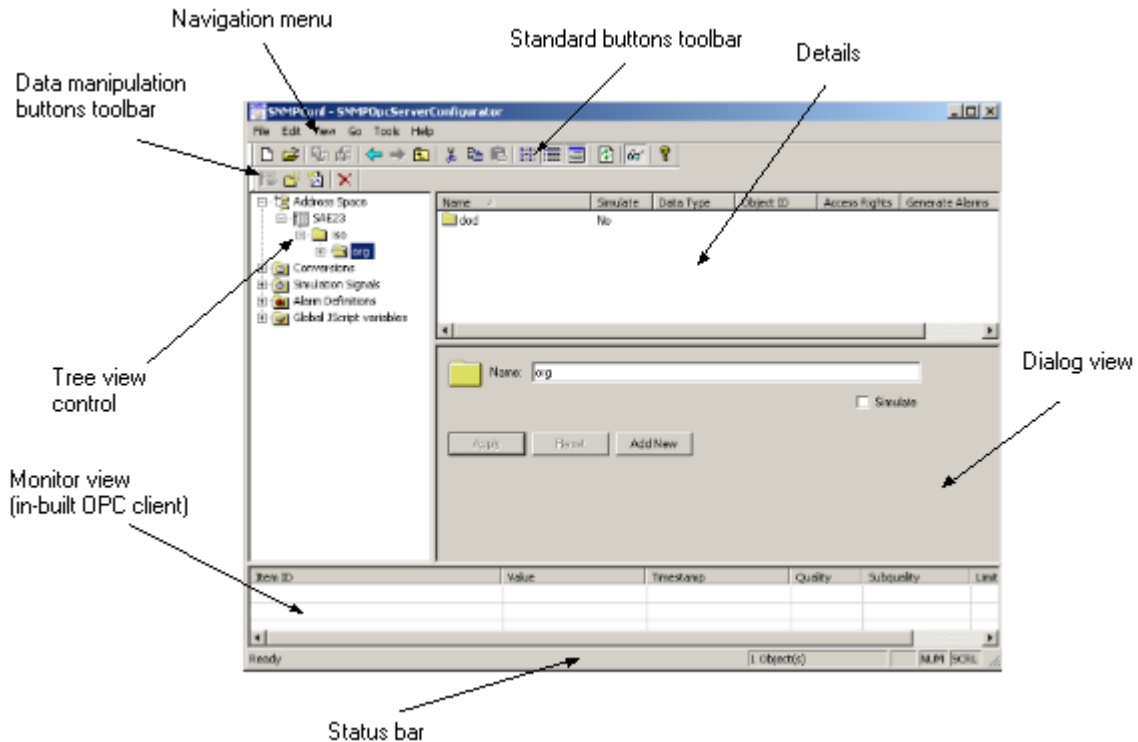 Navigation menu
Standard buttons toolbar
Details
Data manipulation
buttons toolbar
SNMPConf - SNMPOpcServerConfigurator
File Edit View Go Tools Help
Address Space
SAE23
iso
org
Conversions
Simulation Signals
Alarm Definitions
Global JScript variables
Name Simulate Data Type Object ID Access Rights Generate Alarms
dod No
Name: org
Simulate
Apply Reset Add New
Tree view
control
Dialog view
Monitor view
(in-built OPC client)
Item ID Value Timestamp Quality Subquality Limit
Ready 1 Object(s) NUM SCRL
Status bar